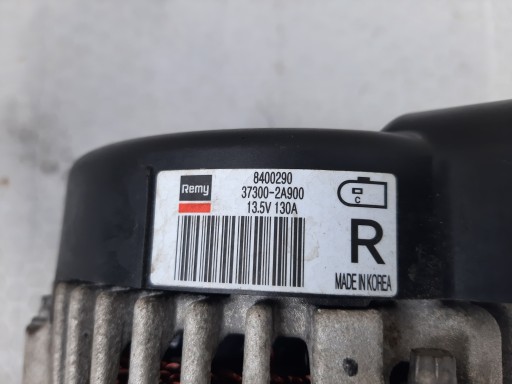 Remy
8400290
37300-2A900
13.5V 130A
C
R
MADE IN KOREA